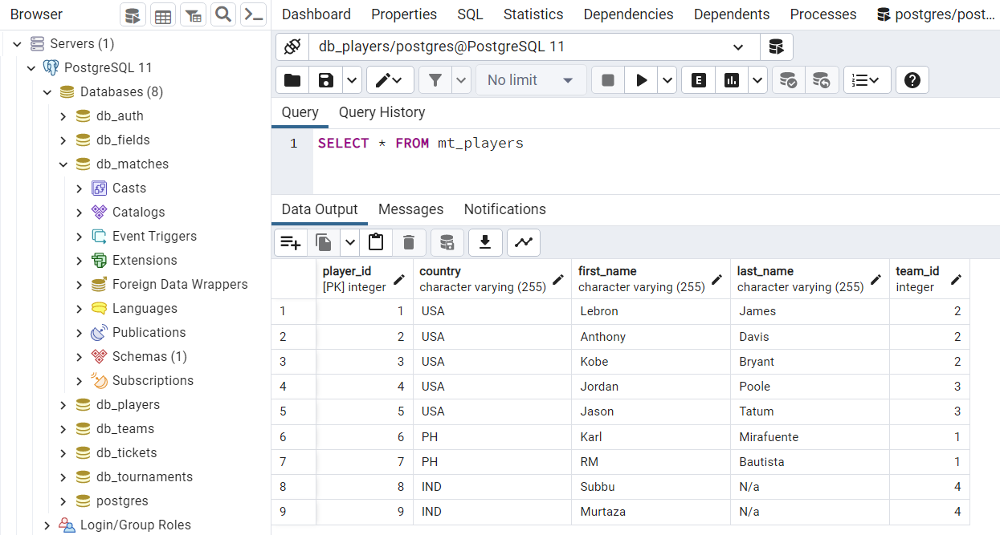 Browser
Dashboard Properties SQL Statistics Dependencies Dependents Processes postgres/post...
Servers (1)
PostgreSQL 11
Databases (8)
db_auth
db_fields
db_matches
Casts
Catalogs
Event Triggers
Extensions
Foreign Data Wrappers
Languages
Publications
Schemas (1)
Subscriptions
db_players
db_teams
db_tickets
db_tournaments
postgres
Login/Group Roles
db_players/postgres@PostgreSQL 11
No limit
E
Query Query History
1 SELECT * FROM mt_players
Data Output Messages Notifications
player_id country first_name last_name team_id
[PK] integer character varying (255) character varying (255) character varying (255) integer
1 1 USA Lebron James 2
2 2 USA Anthony Davis 2
3 3 USA Kobe Bryant 2
4 4 USA Jordan Poole 3
5 5 USA Jason Tatum 3
6 6 PH Karl Mirafuente 1
7 7 PH RM Bautista 1
8 8 IND Subbu N/a 4
9 9 IND Murtaza N/a 4